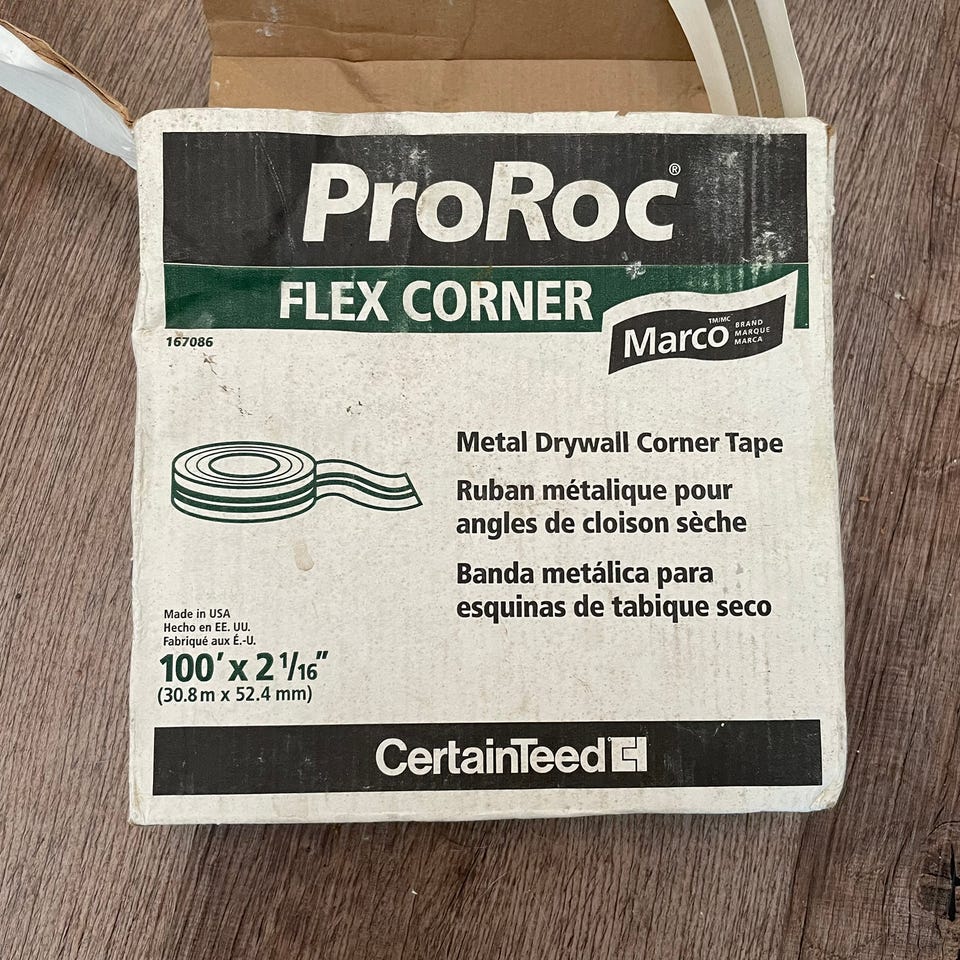 ProRoc®
FLEX CORNER
Marco TM/MC
BRAND
MARQUE
MARCA
167086
Metal Drywall Corner Tape
Ruban métalique pour
angles de cloison sèche
Banda metálica para
esquinas de tabique seco
Made in USA
Hecho en EE. UU.
Fabriqué aux É.-U.
100' x 2 1/16"
(30.8 m x 52.4 mm)
CertainTeed